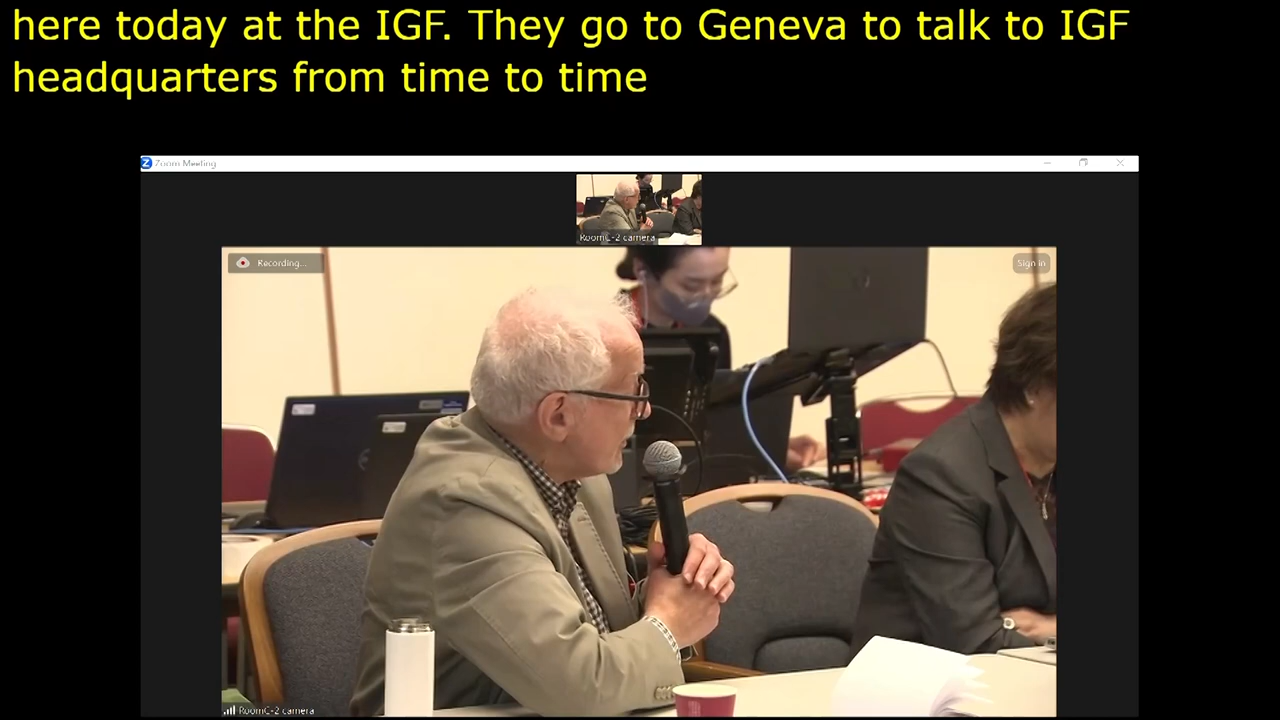 here today at the IGF. They go to Geneva to talk to IGF
headquarters from time to time
Zoom Meeting
RoomC-2 camera
Recording...
Sign in
RoomC-2 camera